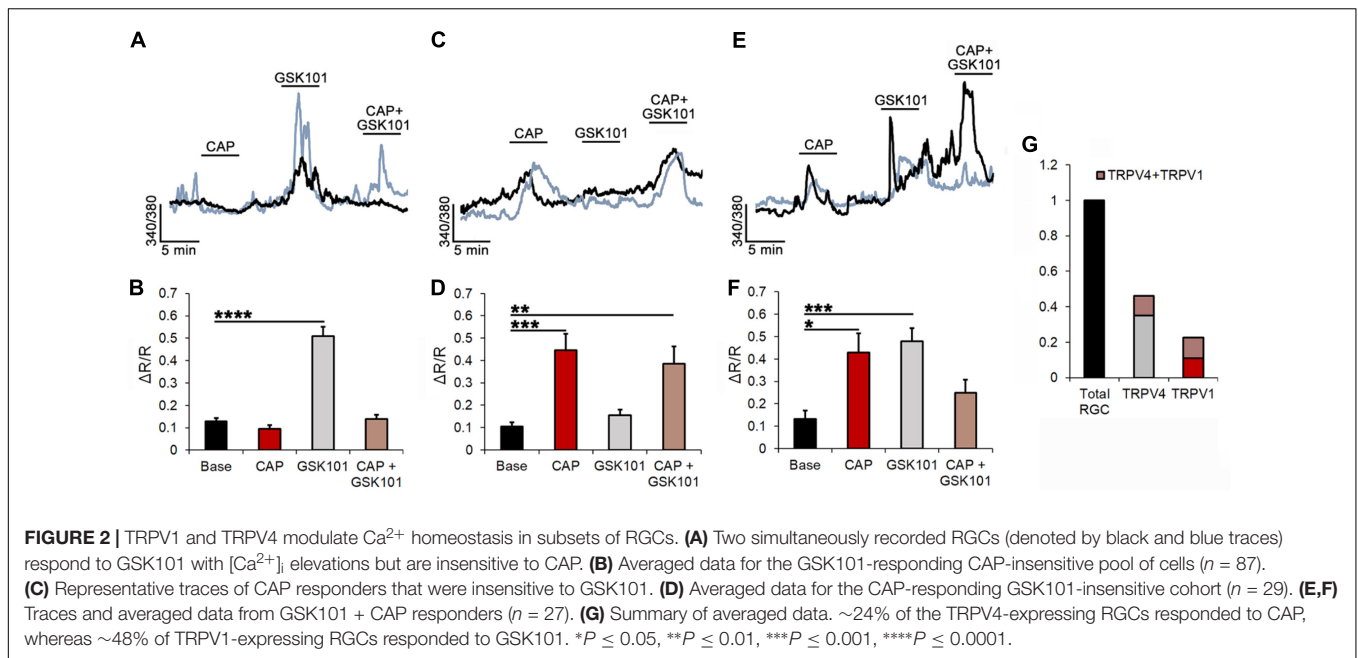 A
GSK101
CAP
CAP+
GSK101
340/380
5 min
C
CAP
GSK101
CAP+
GSK101
340/380
5 min
E
CAP
GSK101
CAP+
GSK101
340/380
5 min
B
0.7
0.6
0.5
0.4
0.3
0.2
0.1
0
ΔR/R
****
Base
CAP
GSK101
CAP +
GSK101
D
0.7
0.6
0.5
0.4
0.3
0.2
0.1
0
ΔR/R
**
***
Base
CAP
GSK101
CAP +
GSK101
F
0.7
0.6
0.5
0.4
0.3
0.2
0.1
0
ΔR/R
***
*
Base
CAP
GSK101
CAP +
GSK101
G
1.2
1
0.8
0.6
0.4
0.2
0
TRPV4+TRPV1
Total
RGC
TRPV4
TRPV1
FIGURE 2 | TRPV1 and TRPV4 modulate Ca²⁺ homeostasis in subsets of RGCs. (A) Two simultaneously recorded RGCs (denoted by black and blue traces)
respond to GSK101 with [Ca²⁺]ᵢ elevations but are insensitive to CAP. (B) Averaged data for the GSK101-responding CAP-insensitive pool of cells (n = 87).
(C) Representative traces of CAP responders that were insensitive to GSK101. (D) Averaged data for the CAP-responding GSK101-insensitive cohort (n = 29). (E,F)
Traces and averaged data from GSK101 + CAP responders (n = 27). (G) Summary of averaged data. ~24% of the TRPV4-expressing RGCs responded to CAP,
whereas ~48% of TRPV1-expressing RGCs responded to GSK101. *P ≤ 0.05, **P ≤ 0.01, ***P ≤ 0.001, ****P ≤ 0.0001.